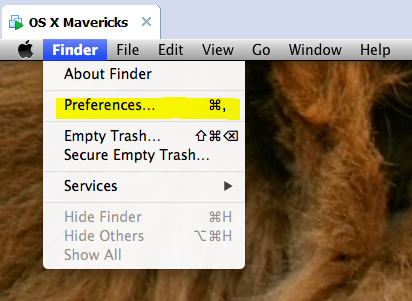 OS X Mavericks
Finder File Edit View Go Window Help
About Finder
Preferences... ⌘,
Empty Trash... ⇧⌘⌫
Secure Empty Trash...
Services ▶
Hide Finder ⌘H
Hide Others ⌥⌘H
Show All